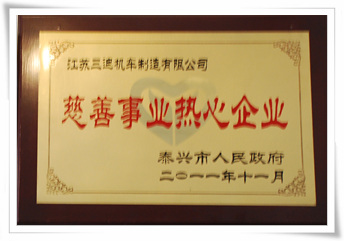 江苏三迪机车制造有限公司
慈善事业热心企业
泰兴市人民政府
二〇一一年十一月